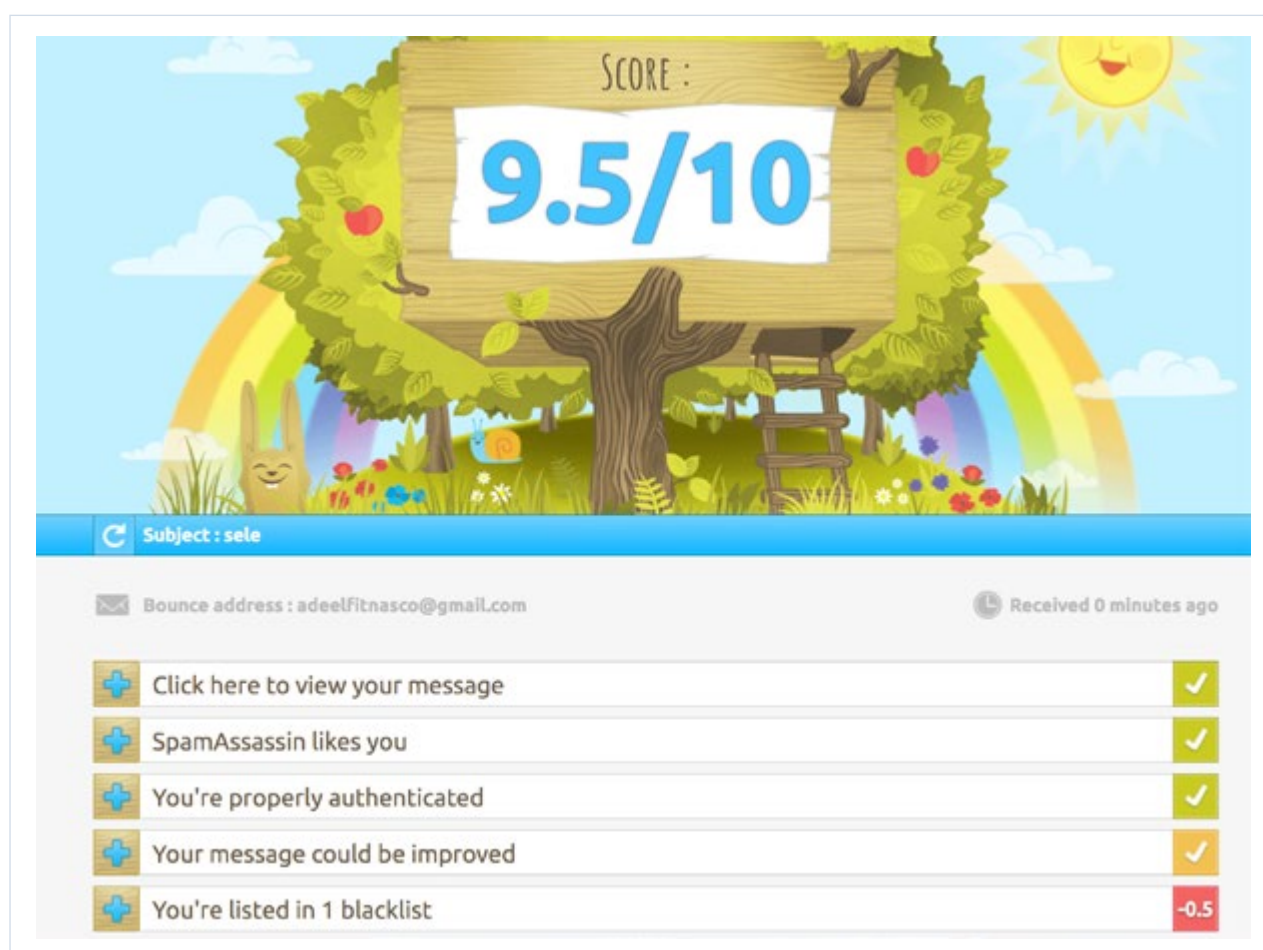 SCORE :
9.5/10
Subject : sele
Bounce address : adeelfitnasco@gmail.com
Received 0 minutes ago
Click here to view your message
SpamAssassin likes you
You're properly authenticated
Your message could be improved
You're listed in 1 blacklist
-0.5